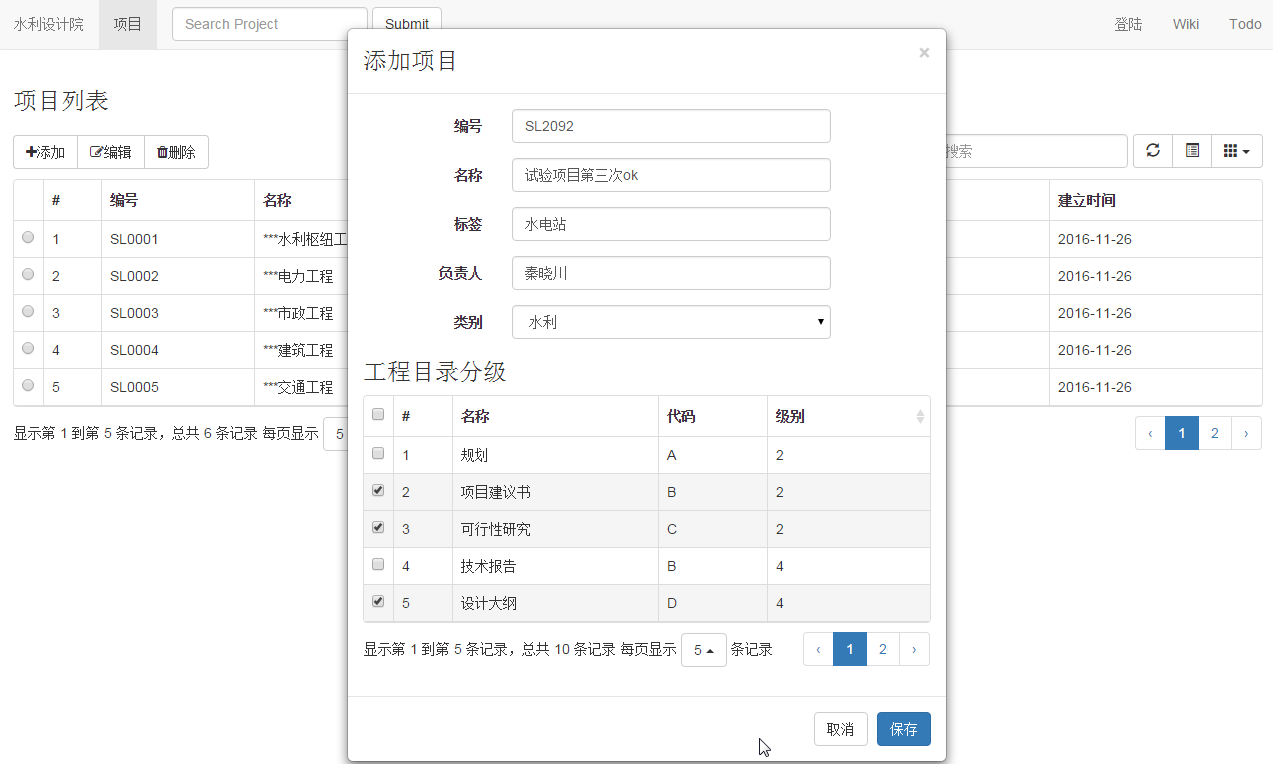 水利设计院 项目 Search Project Submit 登陆 Wiki Todo
添加项目 ×
项目列表
编号 SL2092
添加 编辑 删除 搜索
名称 试验项目第三次ok
# 编号 名称 建立时间
标签 水电站
1 SL0001 ***水利枢纽工 2016-11-26
2 SL0002 ***电力工程 2016-11-26
负责人 秦晓川
3 SL0003 ***市政工程 2016-11-26
类别 水利
4 SL0004 ***建筑工程 2016-11-26
工程目录分级
5 SL0005 ***交通工程 2016-11-26
# 名称 代码 级别
显示第 1 到第 5 条记录，总共 6 条记录 每页显示 5 ‹ 1 2 ›
1 规划 A 2
2 项目建议书 B 2
3 可行性研究 C 2
4 技术报告 B 4
5 设计大纲 D 4
显示第 1 到第 5 条记录，总共 10 条记录 每页显示 5 条记录 ‹ 1 2 ›
取消 保存